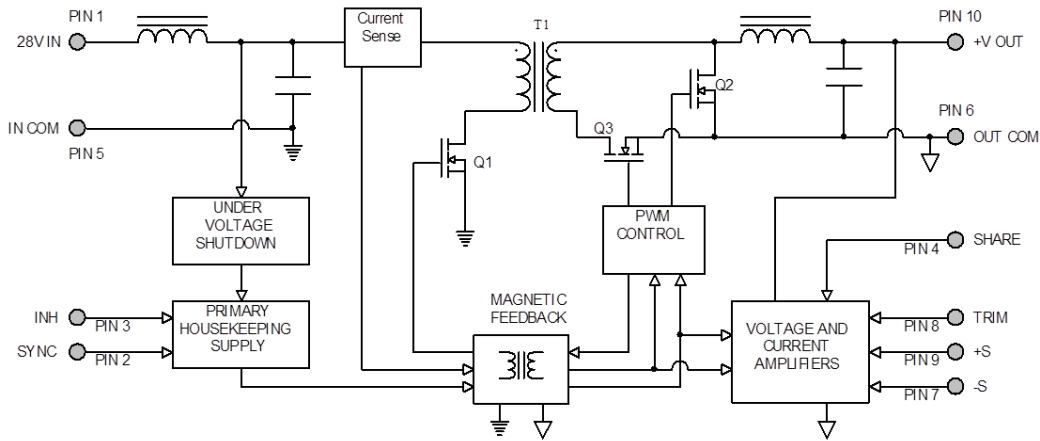 PIN 1
28V IN
IN COM
PIN 5
Current
Sense
T1
Q1
Q2
Q3
PIN 10
+V OUT
PIN 6
OUT COM
UNDER
VOLTAGE
SHUTDOWN
PWM
CONTROL
SHARE
PIN 4
INH
PIN 3
SYNC
PIN 2
PRIMARY
HOUSEKEEPING
SUPPLY
MAGNETIC
FEEDBACK
VOLTAGE AND
CURRENT
AMPLIFIERS
TRIM
PIN 8
+S
PIN 9
-S
PIN 7